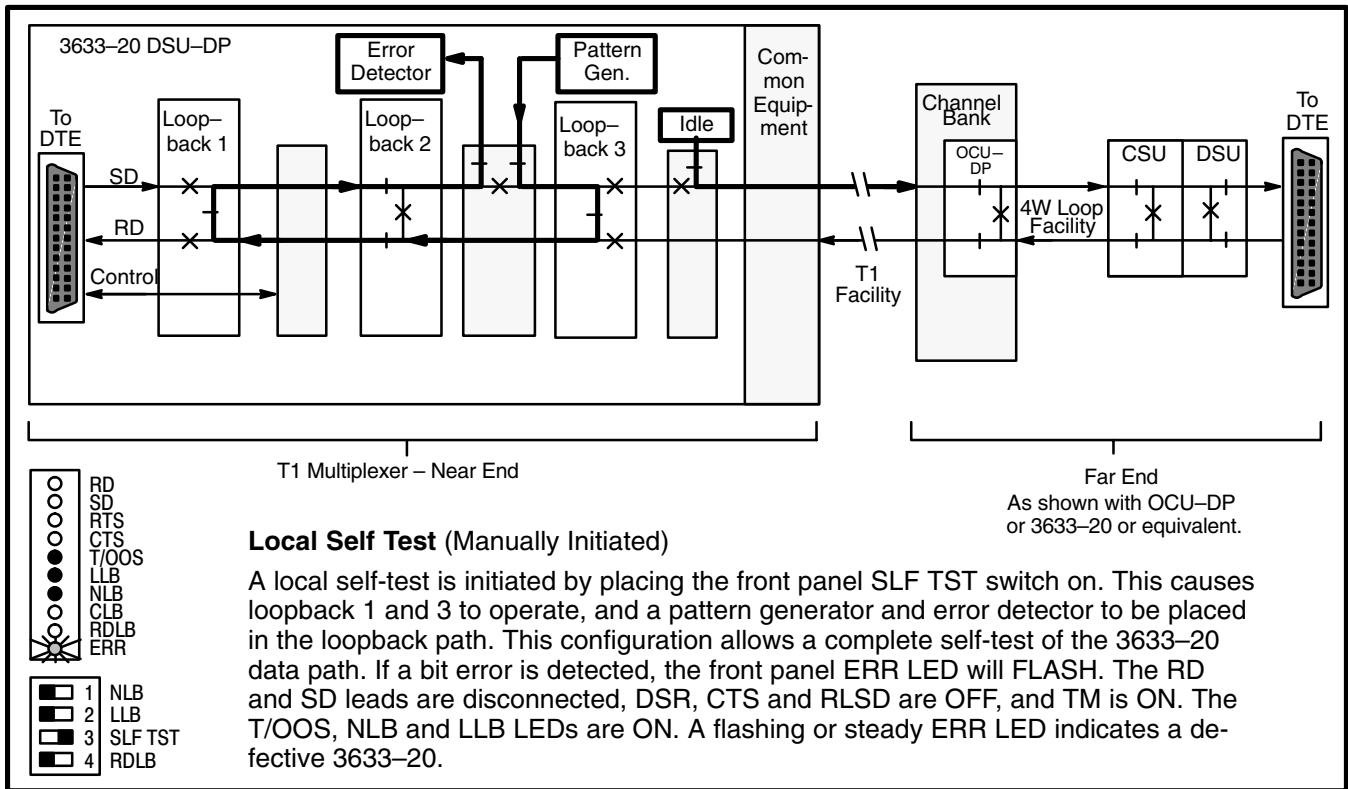 3633–20 DSU–DP
Error
Detector
Pattern
Gen.
Com-
mon
Equip-
ment
To
DTE
Loop–
back 1
Loop–
back 2
Loop–
back 3
Idle
Channel
Bank
OCU–
DP
CSU
DSU
To
DTE
SD
RD
Control
4W Loop
Facility
T1
Facility
T1 Multiplexer – Near End
Far End
As shown with OCU–DP
or 3633–20 or equivalent.
RD
SD
RTS
CTS
T/OOS
LLB
NLB
CLB
RDLB
ERR
1 NLB
2 LLB
3 SLF TST
4 RDLB
Local Self Test (Manually Initiated)
A local self-test is initiated by placing the front panel SLF TST switch on. This causes
loopback 1 and 3 to operate, and a pattern generator and error detector to be placed
in the loopback path. This configuration allows a complete self-test of the 3633–20
data path. If a bit error is detected, the front panel ERR LED will FLASH. The RD
and SD leads are disconnected, DSR, CTS and RLSD are OFF, and TM is ON. The
T/OOS, NLB and LLB LEDs are ON. A flashing or steady ERR LED indicates a de-
fective 3633–20.